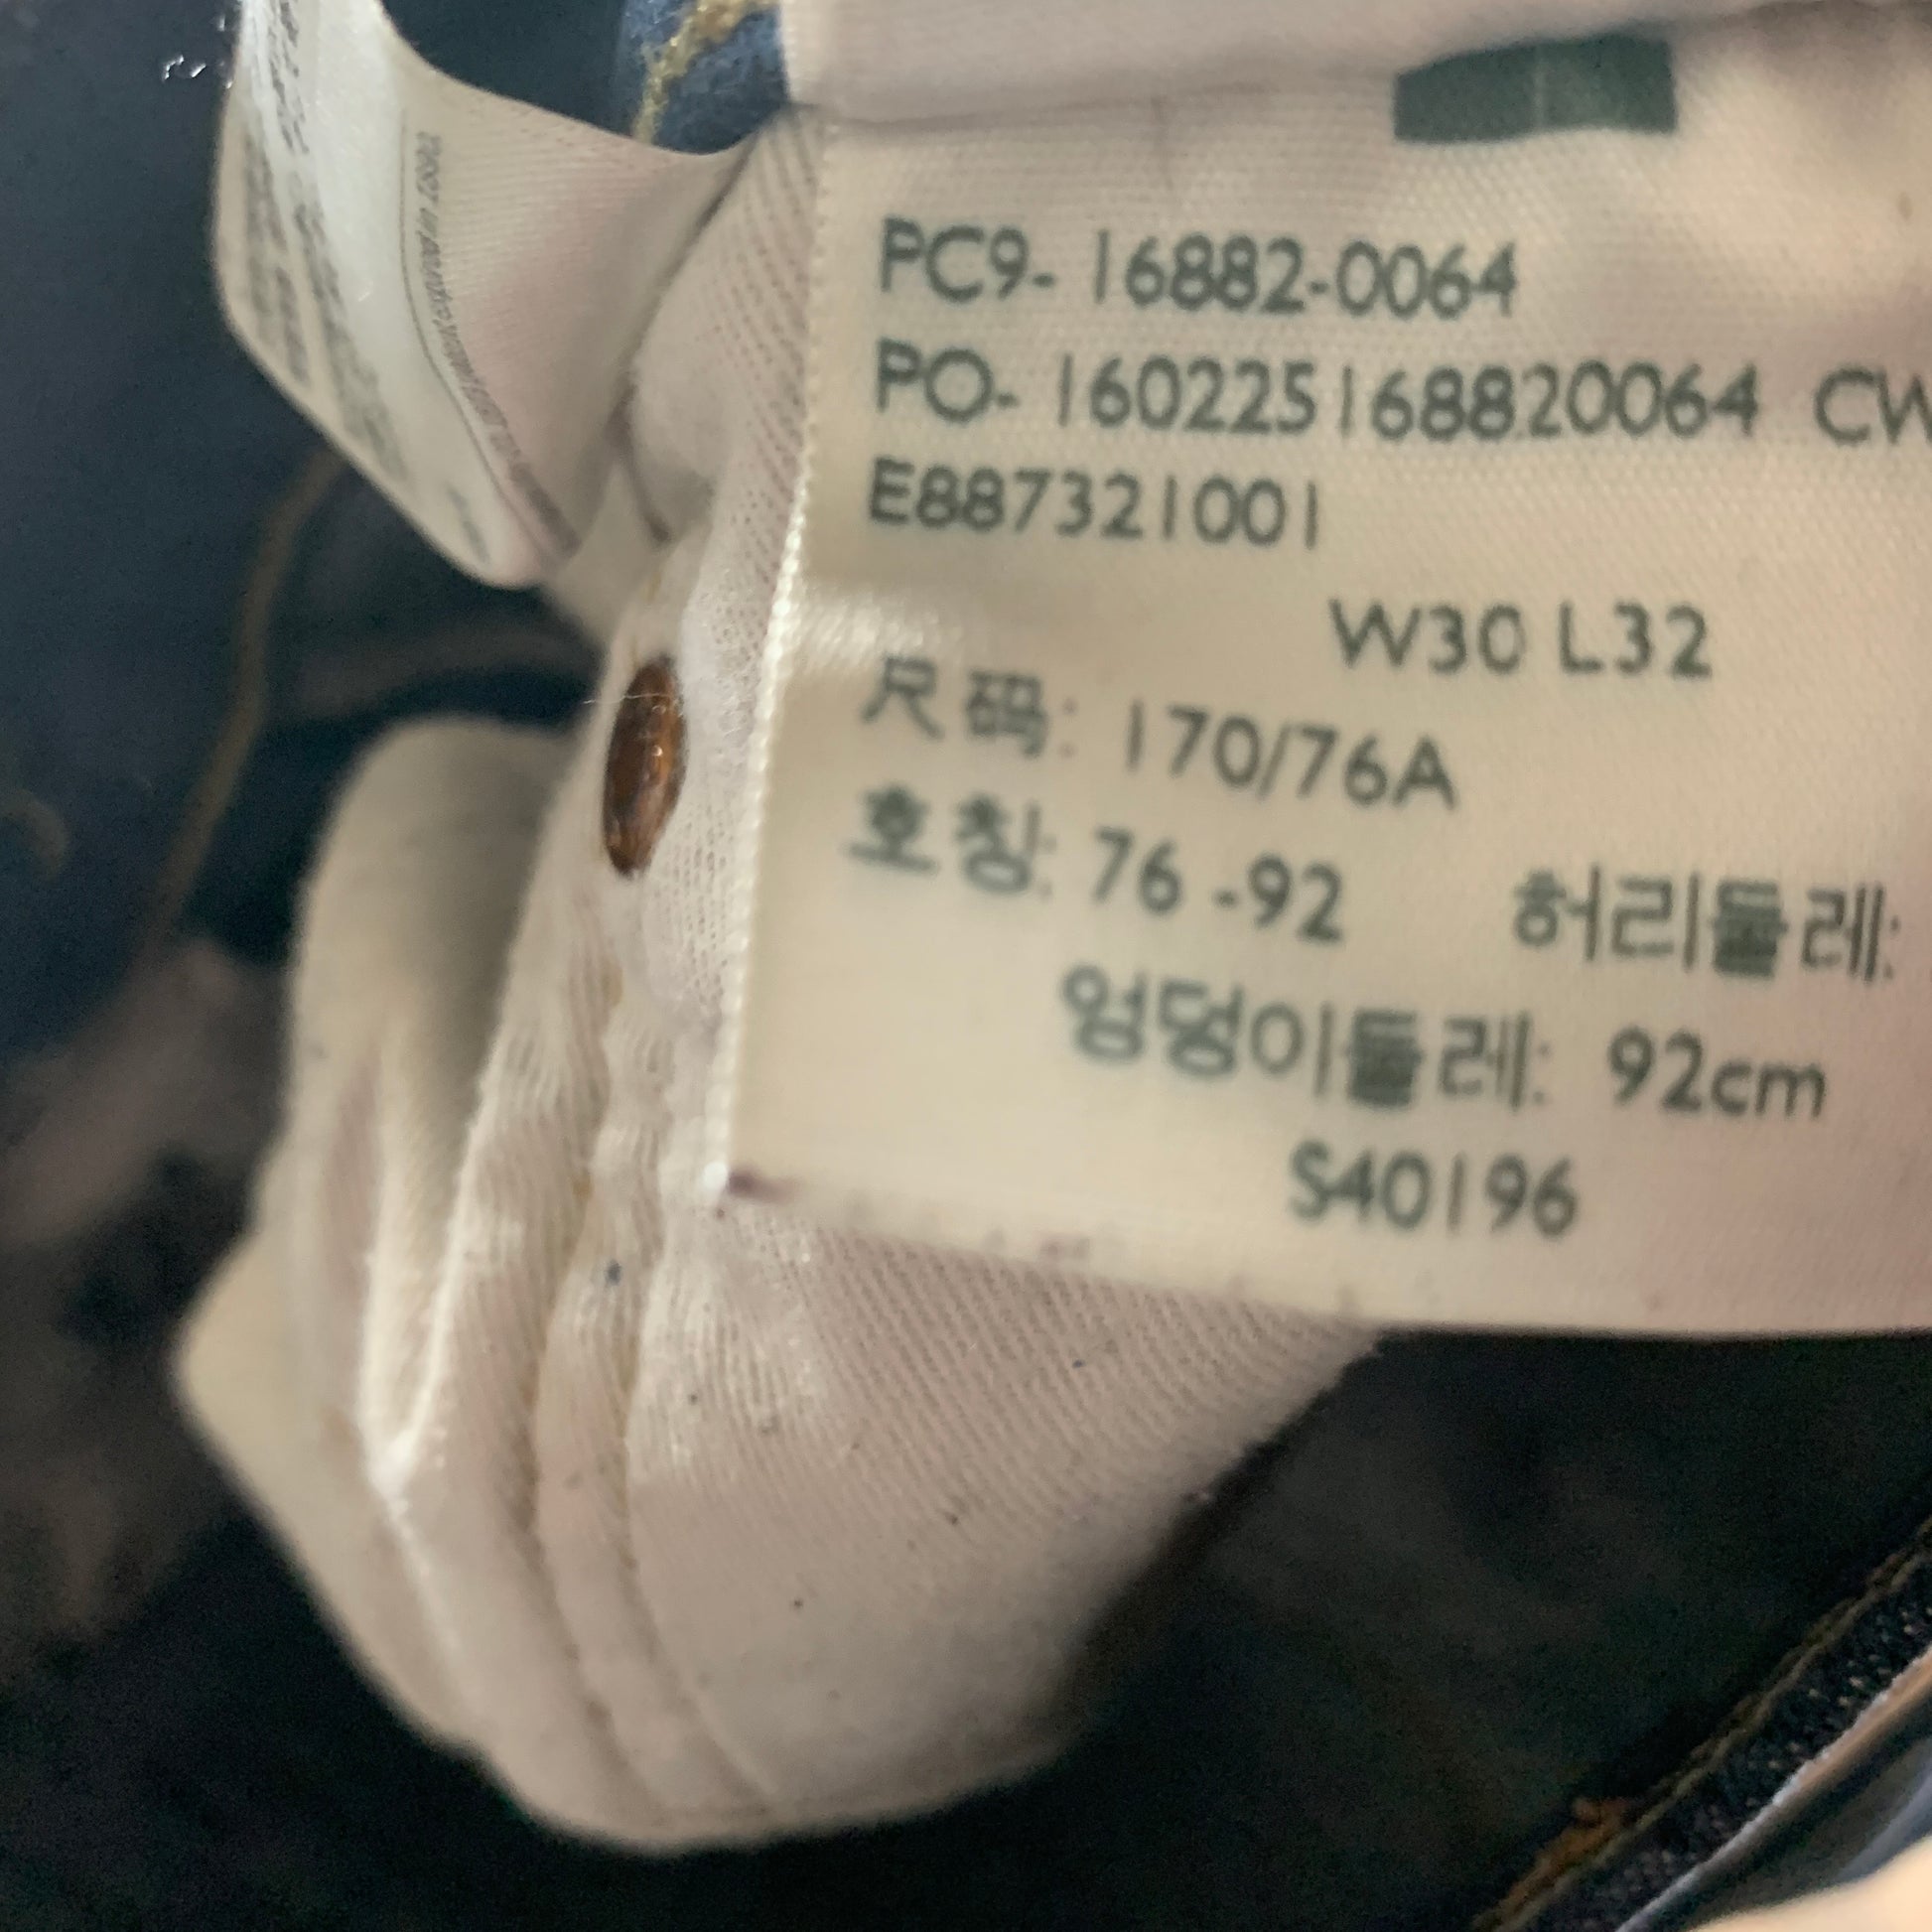 PC9- 16882-0064
PO- 160225168820064 CW
E887321001
W30 L32
尺码: 170/76A
호칭: 76 -92 허리둘레:
엉덩이둘레: 92cm
S40196